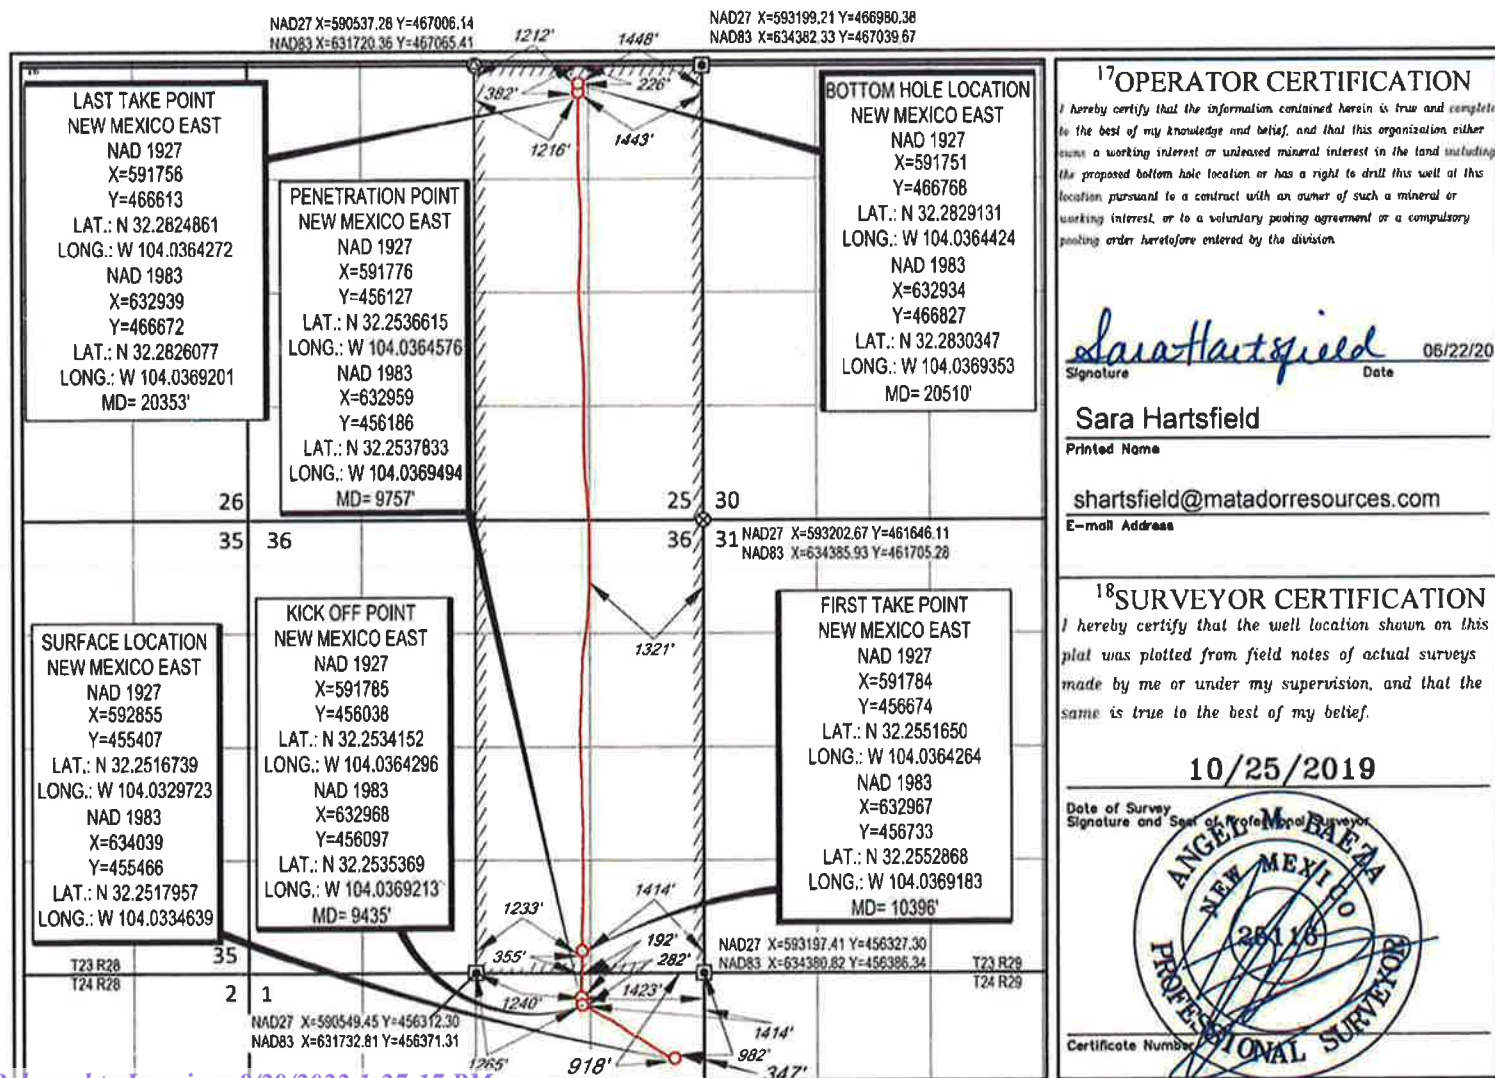 NAD27 X=590537.28 Y=467006.14
NAD83 X=631720.36 Y=467065.41
NAD27 X=593199.21 Y=466980.38
NAD83 X=634382.33 Y=467039.67
1212'
1448'
382'
226'
1216'
1443'
LAST TAKE POINT
NEW MEXICO EAST
NAD 1927
X=591756
Y=466613
LAT.: N 32.2824861
LONG.: W 104.0364272
NAD 1983
X=632939
Y=466672
LAT.: N 32.2826077
LONG.: W 104.0369201
MD= 20353'
PENETRATION POINT
NEW MEXICO EAST
NAD 1927
X=591776
Y=456127
LAT.: N 32.2536615
LONG.: W 104.0364576
NAD 1983
X=632959
Y=456186
LAT.: N 32.2537833
LONG.: W 104.0369494
MD= 9757'
BOTTOM HOLE LOCATION
NEW MEXICO EAST
NAD 1927
X=591751
Y=466768
LAT.: N 32.2829131
LONG.: W 104.0364424
NAD 1983
X=632934
Y=466827
LAT.: N 32.2830347
LONG.: W 104.0369353
MD= 20510'
26
25 30
35 36
36 31
NAD27 X=593202.67 Y=461646.11
NAD83 X=634385.93 Y=461705.28
1321'
SURFACE LOCATION
NEW MEXICO EAST
NAD 1927
X=592855
Y=455407
LAT.: N 32.2516739
LONG.: W 104.0329723
NAD 1983
X=634039
Y=455466
LAT.: N 32.2517957
LONG.: W 104.0334639
KICK OFF POINT
NEW MEXICO EAST
NAD 1927
X=591785
Y=456038
LAT.: N 32.2534152
LONG.: W 104.0364296
NAD 1983
X=632968
Y=456097
LAT.: N 32.2535369
LONG.: W 104.0369213
MD= 9435'
FIRST TAKE POINT
NEW MEXICO EAST
NAD 1927
X=591784
Y=456674
LAT.: N 32.2551650
LONG.: W 104.0364264
NAD 1983
X=632967
Y=456733
LAT.: N 32.2552868
LONG.: W 104.0369183
MD= 10396'
1233'
1414'
355'
192'
282'
35
T23 R28
T24 R28
2 1
NAD27 X=593197.41 Y=456327.30
NAD83 X=634380.82 Y=456386.34
T23 R29
T24 R29
1240'
1423'
1414'
NAD27 X=590549.45 Y=456312.30
NAD83 X=631732.81 Y=456371.31
1265'
918'
982'
347'
17 OPERATOR CERTIFICATION
I hereby certify that the information contained herein is true and complete
to the best of my knowledge and belief, and that this organization either
owns a working interest or unleased mineral interest in the land including
the proposed bottom hole location or has a right to drill this well at this
location pursuant to a contract with an owner of such a mineral or
working interest, or to a voluntary pooling agreement or a compulsory
pooling order heretofore entered by the division
Sara Hartsfield 06/22/20
Signature Date
Sara Hartsfield
Printed Name
shartsfield@matadorresources.com
E-mail Address
18 SURVEYOR CERTIFICATION
I hereby certify that the well location shown on this
plat was plotted from field notes of actual surveys
made by me or under my supervision, and that the
same is true to the best of my belief.
10/25/2019
Date of Survey
Signature and Seal of Professional Surveyor
ANGEL M. BAEZA
NEW MEXICO
25116
PROFESSIONAL SURVEYOR
Certificate Number